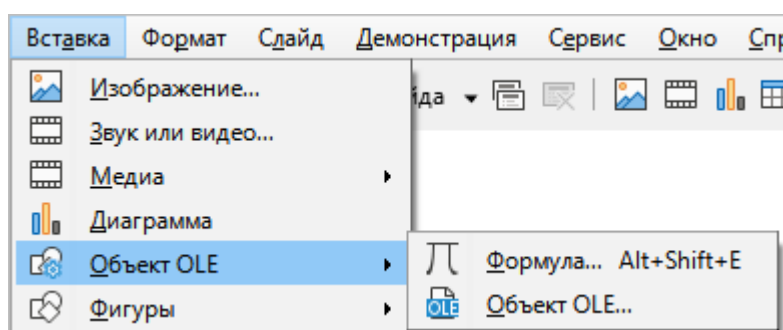 Вставка Формат Слайд Демонстрация Сервис Окно
Изображение...
Звук или видео...
Медиа
Диаграмма
Объект OLE
Фигуры
Формула... Alt+Shift+E
OLE Объект OLE...